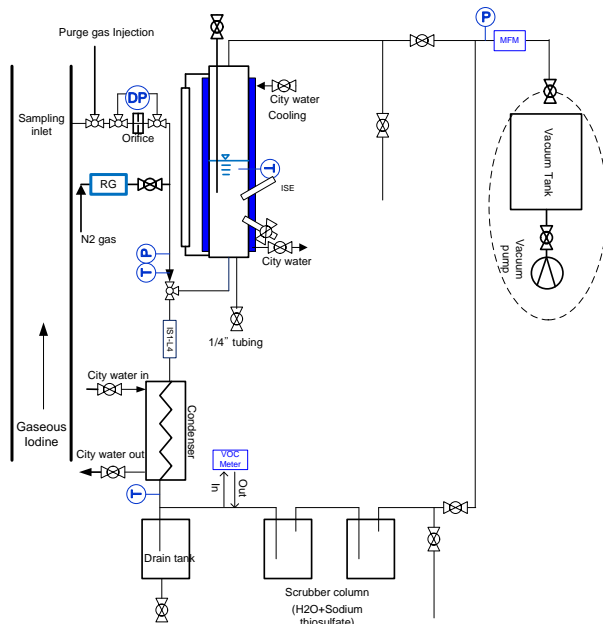 Purge gas Injection
P
MFM
DP
City water
Cooling
Sampling
inlet
Orifice
Vacuum Tank
T
RG
ISE
N2 gas
Vacuum
pump
P
T
City water
1/4” tubing
IS1-L4
City water in
Condenser
Gaseous
Iodine
City water out
VOC
Meter
In
Out
T
Drain tank
Scrubber column
(H2O+Sodium
thiosulfate)